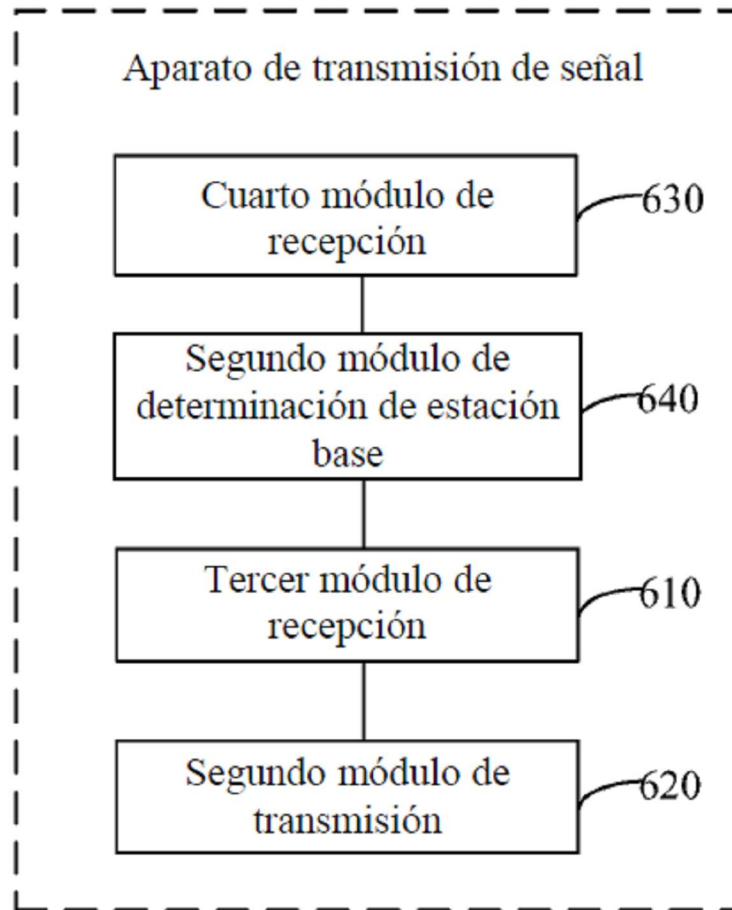 Aparato de transmisión de señal
Cuarto módulo de
recepción
630
Segundo módulo de
determinación de estación
base
640
Tercer módulo de
recepción
610
Segundo módulo de
transmisión
620